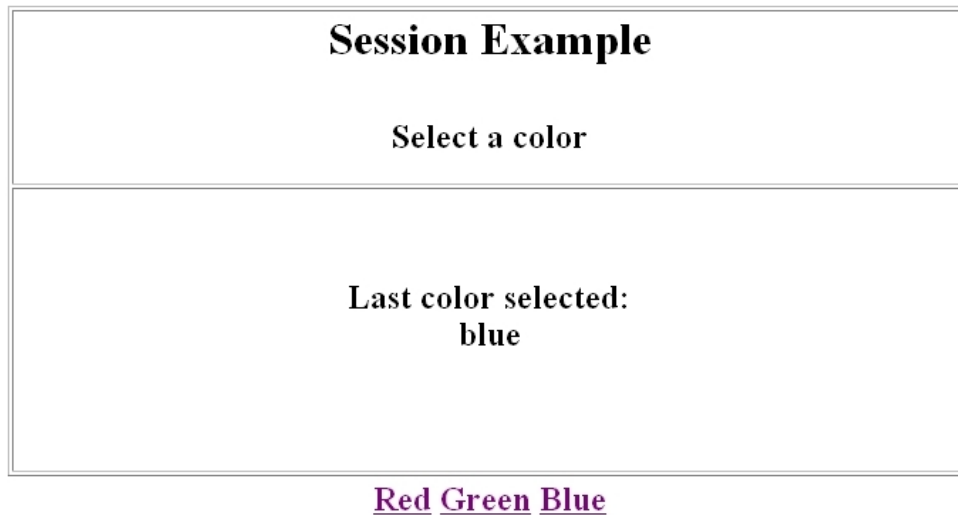 Session Example
Select a color
Last color selected:
blue
Red Green Blue